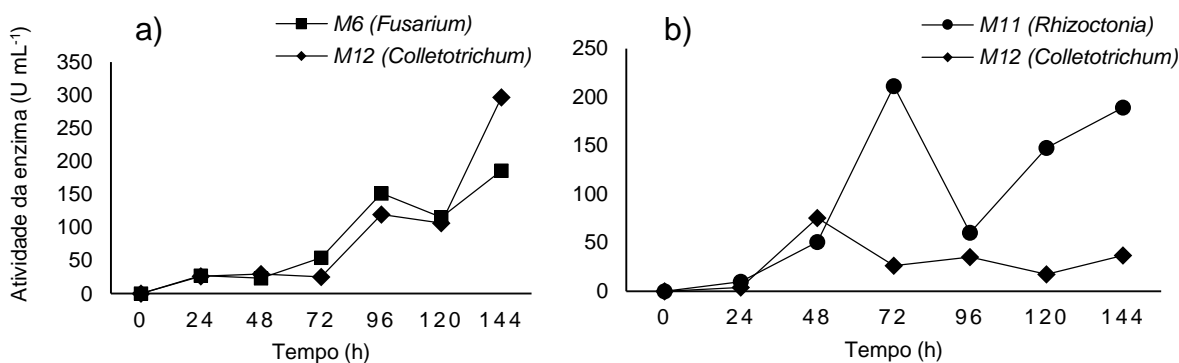 a)
M6 (Fusarium)
M12 (Colletotrichum)
Atividade da enzima (U mL-1)
350
300
250
200
150
100
50
0
0 24 48 72 96 120 144
Tempo (h)
b)
M11 (Rhizoctonia)
M12 (Colletotrichum)
250
200
150
100
50
0
0 24 48 72 96 120 144
Tempo (h)